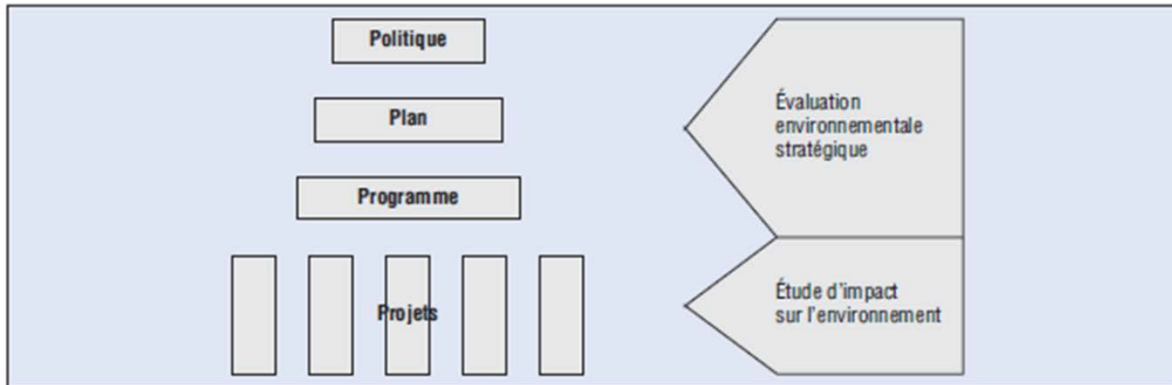 Politique
Plan
Programme
Projets
Évaluation
environnementale
stratégique
Étude d'impact
sur l'environnement